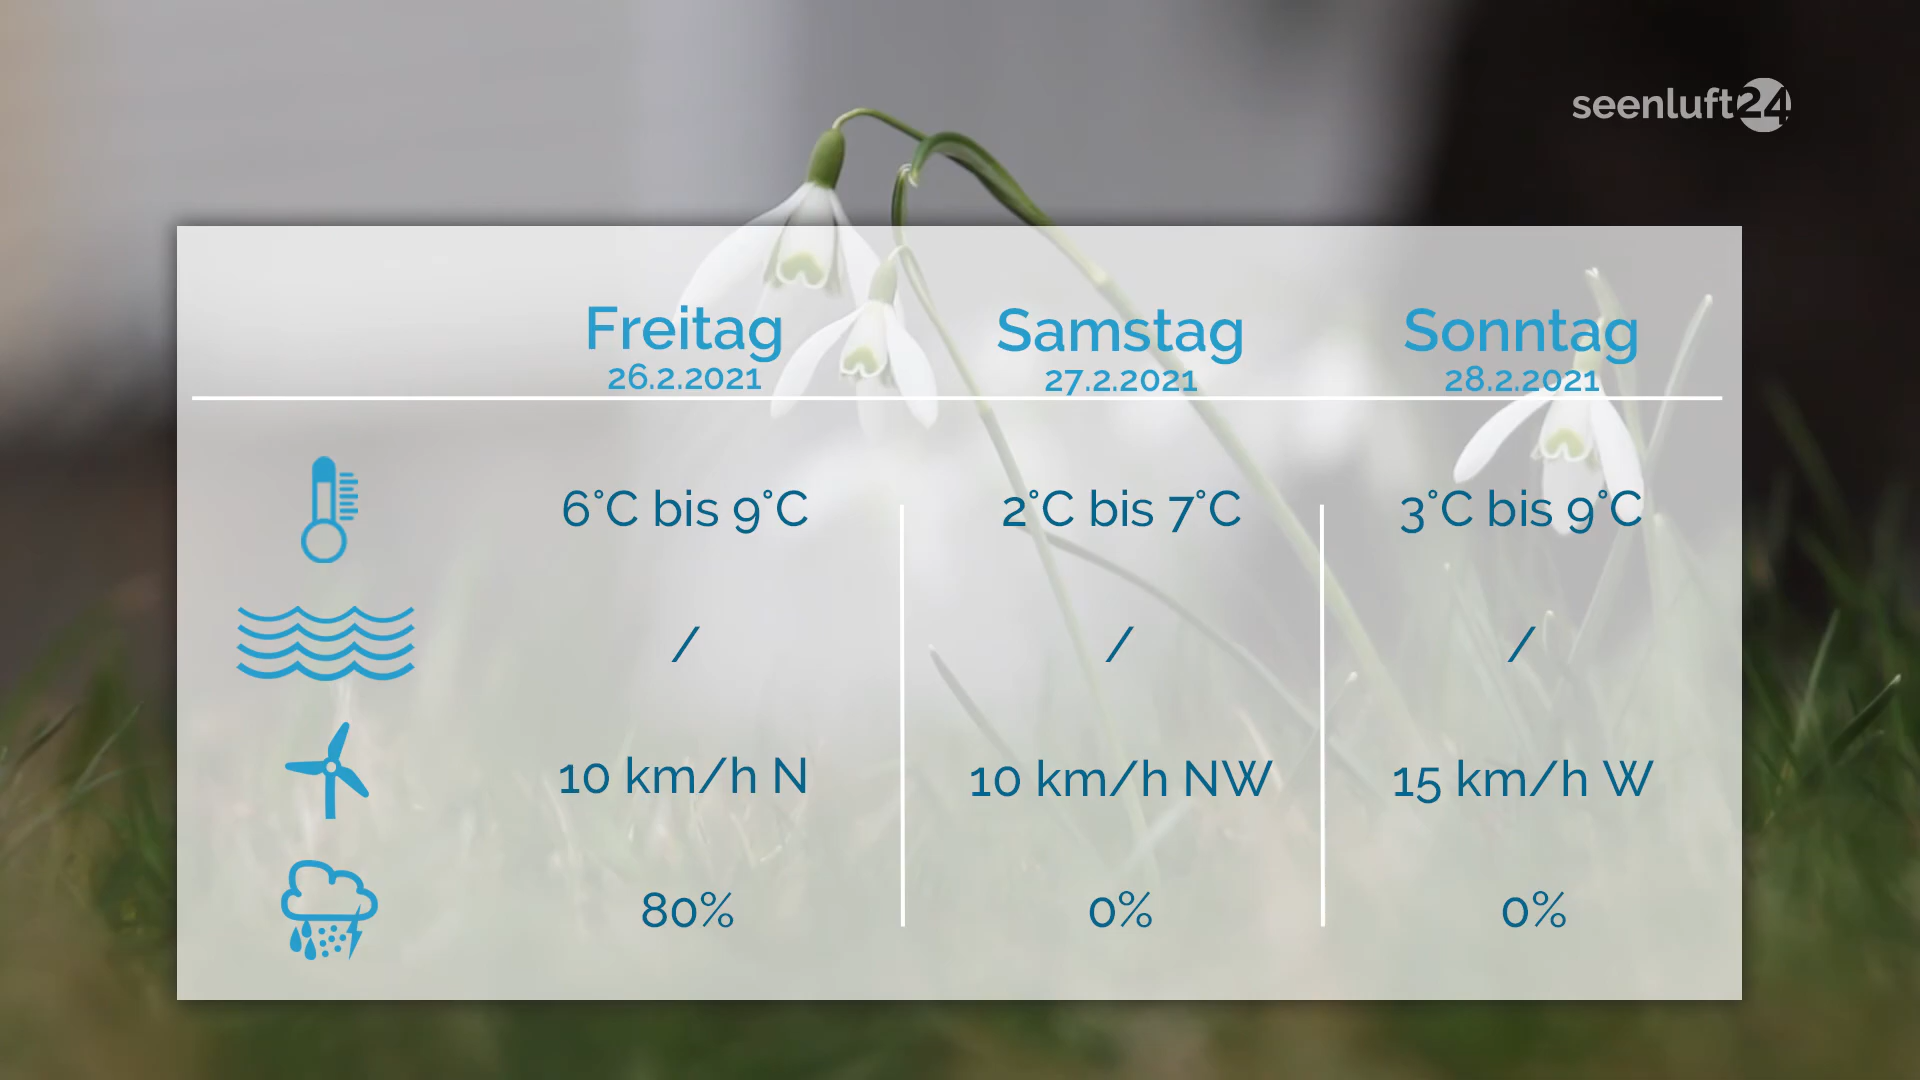 seenluft24
Freitag Samstag Sonntag
26.2.2021 27.2.2021 28.2.2021
6°C bis 9°C 2°C bis 7°C 3°C bis 9°C
/ / /
10 km/h N 10 km/h NW 15 km/h W
80% 0% 0%